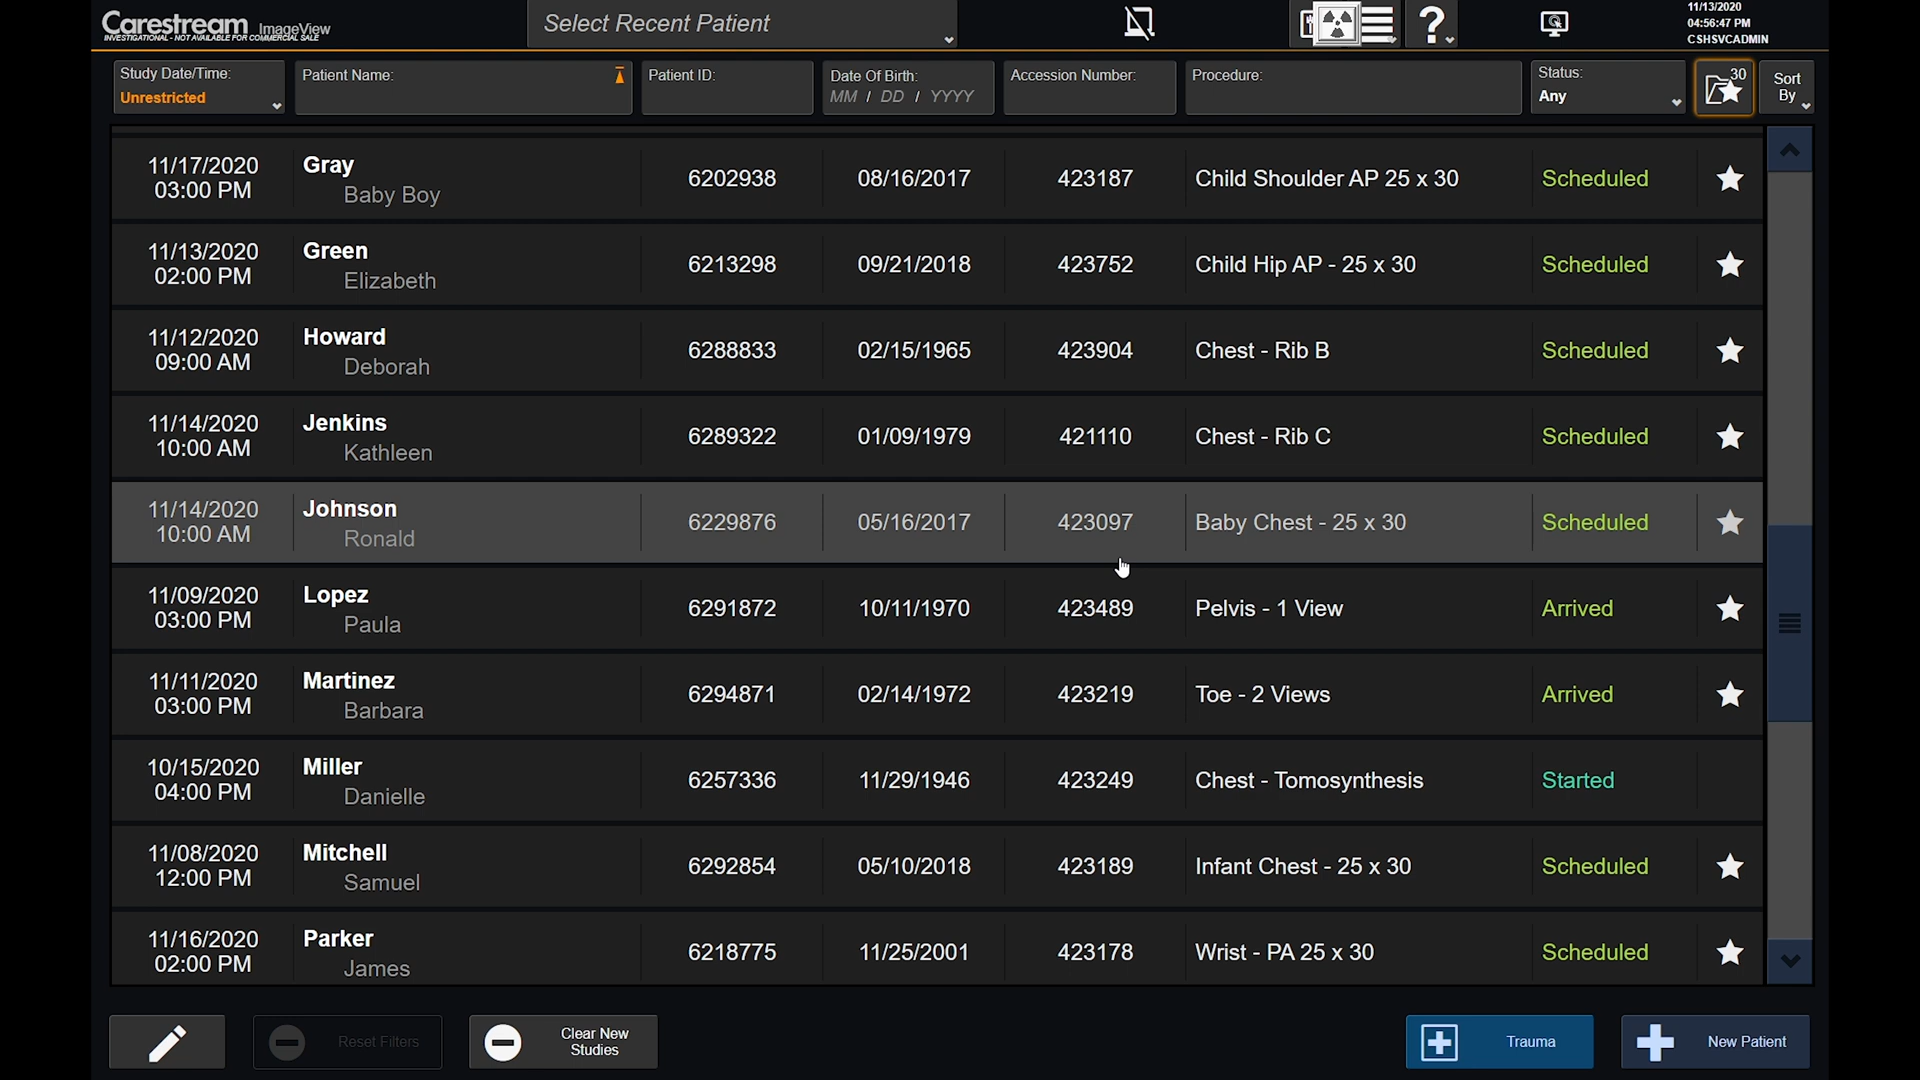 Carestream ImageView
INVESTIGATIONAL - NOT AVAILABLE FOR COMMERCIAL SALE
Select Recent Patient
?
11/13/2020
04:56:47 PM
CSHSVCADMIN
Study Date/Time:
Unrestricted
Patient Name:
Patient ID:
Date Of Birth:
MM / DD / YYYY
Accession Number:
Procedure:
Status:
Any
30
Sort
By
11/17/2020
03:00 PM
Gray
Baby Boy
6202938
08/16/2017
423187
Child Shoulder AP 25 x 30
Scheduled
11/13/2020
02:00 PM
Green
Elizabeth
6213298
09/21/2018
423752
Child Hip AP - 25 x 30
Scheduled
11/12/2020
09:00 AM
Howard
Deborah
6288833
02/15/1965
423904
Chest - Rib B
Scheduled
11/14/2020
10:00 AM
Jenkins
Kathleen
6289322
01/09/1979
421110
Chest - Rib C
Scheduled
11/14/2020
10:00 AM
Johnson
Ronald
6229876
05/16/2017
423097
Baby Chest - 25 x 30
Scheduled
11/09/2020
03:00 PM
Lopez
Paula
6291872
10/11/1970
423489
Pelvis - 1 View
Arrived
11/11/2020
03:00 PM
Martinez
Barbara
6294871
02/14/1972
423219
Toe - 2 Views
Arrived
10/15/2020
04:00 PM
Miller
Danielle
6257336
11/29/1946
423249
Chest - Tomosynthesis
Started
11/08/2020
12:00 PM
Mitchell
Samuel
6292854
05/10/2018
423189
Infant Chest - 25 x 30
Scheduled
11/16/2020
02:00 PM
Parker
James
6218775
11/25/2001
423178
Wrist - PA 25 x 30
Scheduled
Reset Filters
Clear New
Studies
Trauma
New Patient